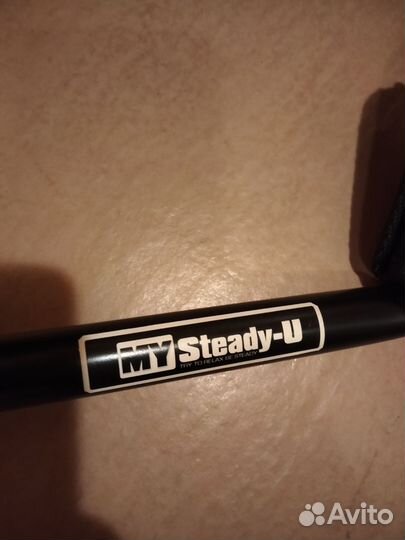 MY Steady-U
TRY TO RELAX BE STEADY
Avito